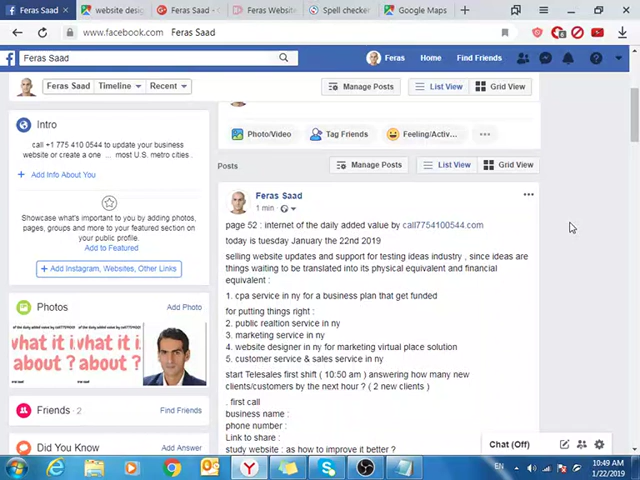 Feras Saad
website desig
Feras Saad -
Feras Website
Spell checker
Google Maps
www.facebook.com Feras Saad
Feras Saad
Feras Home Find Friends
Feras Saad Timeline Recent
Manage Posts List View Grid View
Intro
call +1 775 410 0544 to update your business
website or create a one ... most U.S. metro cities .
Add Info About You
Showcase what's important to you by adding photos,
pages, groups and more to your featured section on
your public profile.
Add to Featured
Add Instagram, Websites, Other Links
Photos Add Photo
what it i
about ?
what it i
about ?
Friends · 2 Find Friends
Did You Know Add Answer
Photo/Video Tag Friends Feeling/Activ...
Posts Manage Posts List View Grid View
Feras Saad
1 min ·
page 52 : internet of the daily added value by call7754100544.com
today is tuesday January the 22nd 2019
selling website updates and support for testing ideas industry , since ideas are
things waiting to be translated into its physical equivalent and financial
equivalent :
1. cpa service in ny for a business plan that get funded
for putting things right :
2. public realtion service in ny
3. marketing service in ny
4. website designer in ny for marketing virtual place solution
5. customer service & sales service in ny
start Telesales first shift ( 10:50 am ) answering how many new
clients/customers by the next hour ? ( 2 new clients )
. first call
business name :
phone number :
Link to share :
study website : as how to improve it better ?
Chat (Off)
EN
10:49 AM
1/22/2019